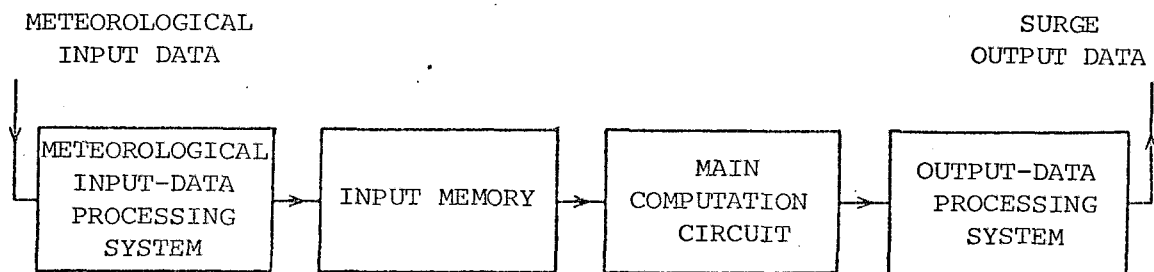 METEOROLOGICAL
INPUT DATA
SURGE
OUTPUT DATA
METEOROLOGICAL
INPUT-DATA
PROCESSING
SYSTEM
INPUT MEMORY
MAIN
COMPUTATION
CIRCUIT
OUTPUT-DATA
PROCESSING
SYSTEM